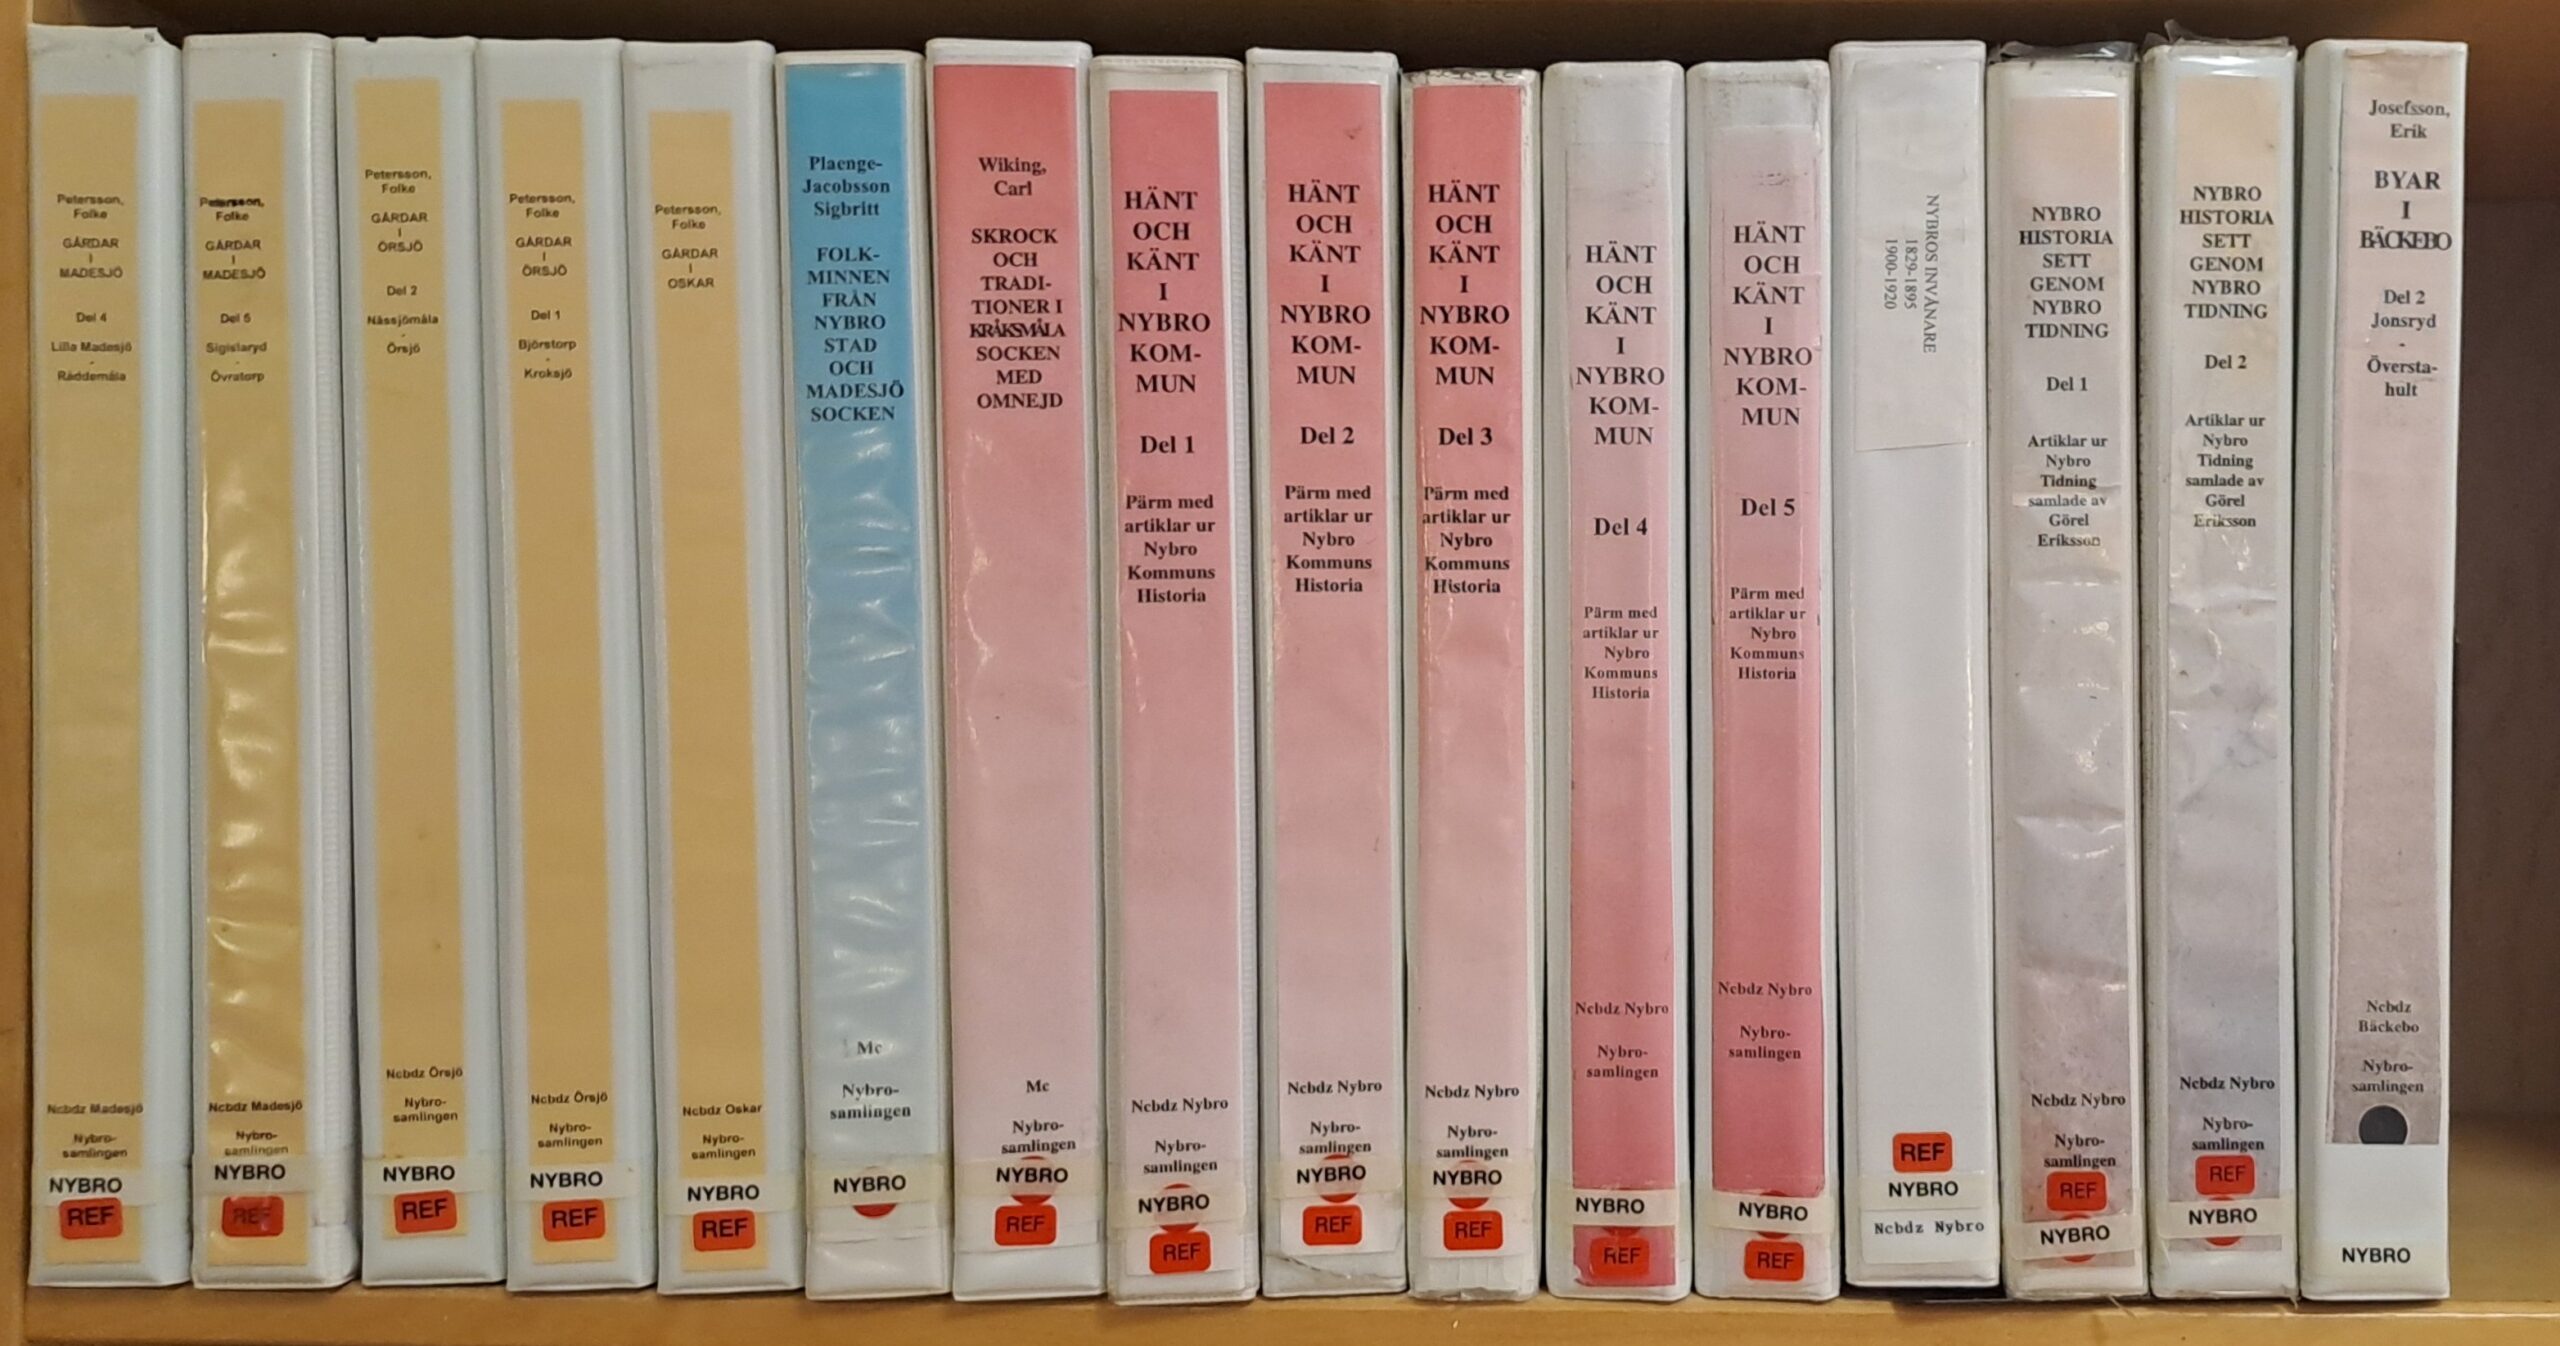 Petersson,
Folke
GÅRDAR
I
MADESJÖ
Del 4
Lilla Madesjö
-
Räddemåla
Ncbdz Madesjö
Nybro-
samlingen
NYBRO
REF
Petersson,
Folke
GÅRDAR
I
MADESJÖ
Del 5
Sigislaryd
-
Övratorp
Ncbdz Madesjö
Nybro-
samlingen
NYBRO
REF
Petersson,
Folke
GÅRDAR
I
ÖRSJÖ
Del 2
Nässjömåla
-
Örsjö
Ncbdz Örsjö
Nybro-
samlingen
NYBRO
REF
Petersson,
Folke
GÅRDAR
I
ÖRSJÖ
Del 1
Björstorp
-
Kroksjö
Ncbdz Örsjö
Nybro-
samlingen
NYBRO
REF
Petersson,
Folke
GÅRDAR
I
OSKAR
Ncbdz Oskar
Nybro-
samlingen
NYBRO
REF
Plaenge-
Jacobsson
Sigbritt
FOLK-
MINNEN
FRÅN
NYBRO
STAD
OCH
MADESJÖ
SOCKEN
Mc
Nybro-
samlingen
NYBRO
Wiking,
Carl
SKROCK
OCH
TRADI-
TIONER I
KRÅKSMÅLA
SOCKEN
MED
OMNEJD
Mc
Nybro-
samlingen
NYBRO
REF
HÄNT
OCH
KÄNT
I
NYBRO
KOM-
MUN
Del 1
Pärm med
artiklar ur
Nybro
Kommuns
Historia
Ncbdz Nybro
Nybro-
samlingen
NYBRO
REF
HÄNT
OCH
KÄNT
I
NYBRO
KOM-
MUN
Del 2
Pärm med
artiklar ur
Nybro
Kommuns
Historia
Ncbdz Nybro
Nybro-
samlingen
NYBRO
REF
HÄNT
OCH
KÄNT
I
NYBRO
KOM-
MUN
Del 3
Pärm med
artiklar ur
Nybro
Kommuns
Historia
Ncbdz Nybro
Nybro-
samlingen
NYBRO
REF
HÄNT
OCH
KÄNT
I
NYBRO
KOM-
MUN
Del 4
Pärm med
artiklar ur
Nybro
Kommuns
Historia
Ncbdz Nybro
Nybro-
samlingen
NYBRO
REF
HÄNT
OCH
KÄNT
I
NYBRO
KOM-
MUN
Del 5
Pärm med
artiklar ur
Nybro
Kommuns
Historia
Ncbdz Nybro
Nybro-
samlingen
NYBRO
REF
NYBROS INVÅNARE
1829-1895
1900-1920
REF
NYBRO
Ncbdz Nybro
NYBRO
HISTORIA
SETT
GENOM
NYBRO
TIDNING
Del 1
Artiklar ur
Nybro
Tidning
samlade av
Görel
Eriksson
Ncbdz Nybro
Nybro-
samlingen
REF
NYBRO
NYBRO
HISTORIA
SETT
GENOM
NYBRO
TIDNING
Del 2
Artiklar ur
Nybro
Tidning
samlade av
Görel
Eriksson
Ncbdz Nybro
Nybro-
samlingen
REF
NYBRO
Josefsson,
Erik
BYAR
I
BÄCKEBO
Del 2
Jonsryd
-
Översta-
hult
Ncbdz
Bäckebo
Nybro-
samlingen
NYBRO